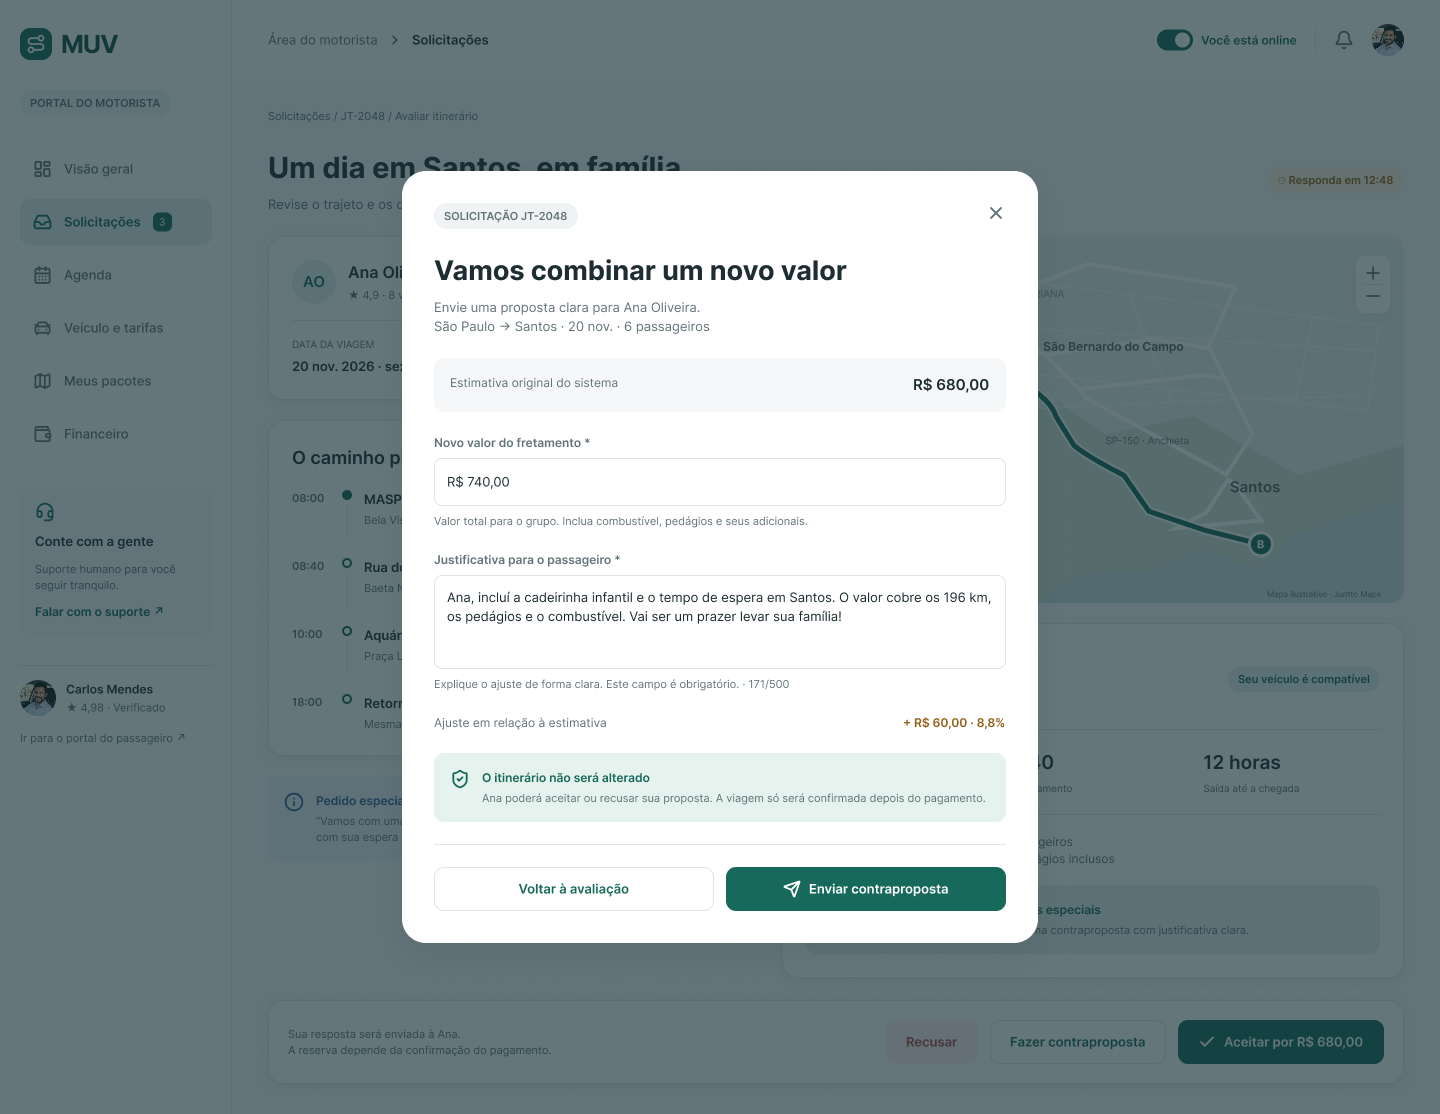 MUV
PORTAL DO MOTORISTA
Visão geral
Solicitações 3
Agenda
Veículo e tarifas
Meus pacotes
Financeiro
Conte com a gente
Suporte humano para você
seguir tranquilo.
Falar com o suporte ↗
Carlos Mendes
★ 4,98 · Verificado
Ir para o portal do passageiro ↗
Área do motorista > Solicitações
Você está online
Solicitações / JT-2048 / Avaliar itinerário
Um dia em Santos, em família
Revise o trajeto e os
Responda em 12:48
AO
Ana Oli
★ 4,9 · 8
DATA DA VIAGEM
20 nov. 2026 · se
O caminho p
08:00 MASP
Bela Vi
08:40 Rua d
Baeta N
10:00 Aquár
Praça L
18:00 Retor
Mesma
Pedido especia
"Vamos com uma
com sua espera
SOLICITAÇÃO JT-2048
Vamos combinar um novo valor
Envie uma proposta clara para Ana Oliveira.
São Paulo → Santos · 20 nov. · 6 passageiros
Estimativa original do sistema R$ 680,00
Novo valor do fretamento *
R$ 740,00
Valor total para o grupo. Inclua combustível, pedágios e seus adicionais.
Justificativa para o passageiro *
Ana, incluí a cadeirinha infantil e o tempo de espera em Santos. O valor cobre os 196 km,
os pedágios e o combustível. Vai ser um prazer levar sua família!
Explique o ajuste de forma clara. Este campo é obrigatório. · 171/500
Ajuste em relação à estimativa + R$ 60,00 · 8,8%
O itinerário não será alterado
Ana poderá aceitar ou recusar sua proposta. A viagem só será confirmada depois do pagamento.
Voltar à avaliação
Enviar contraproposta
IANA
São Bernardo do Campo
SP-150 · Anchieta
Santos
B
Mapa ilustrativo · Juntto Maps
Seu veículo é compatível
40
amento
12 horas
Saída até a chegada
geiros
ágios inclusos
s especiais
na contraproposta com justificativa clara.
Sua resposta será enviada à Ana.
A reserva depende da confirmação do pagamento.
Recusar
Fazer contraproposta
Aceitar por R$ 680,00